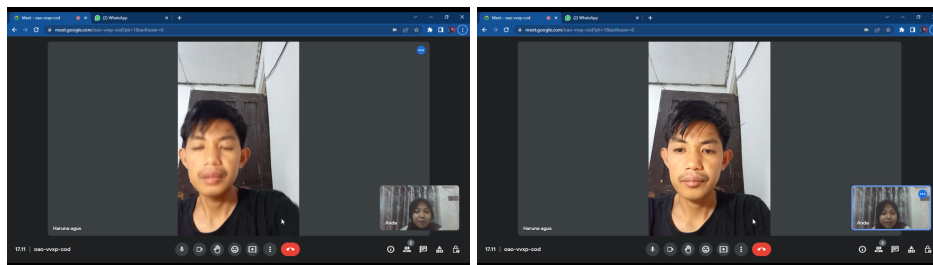 Meet - oao-vvxp-cod
(2) WhatsApp
meet.google.com/oao-vvxp-cod?pli=1&authuser=0
Haruna agus
Anda
17.11 | oao-vvxp-cod
2
Meet - oao-vvxp-cod
(2) WhatsApp
meet.google.com/oao-vvxp-cod?pli=1&authuser=0
Haruna agus
Anda
17.11 | oao-vvxp-cod
2